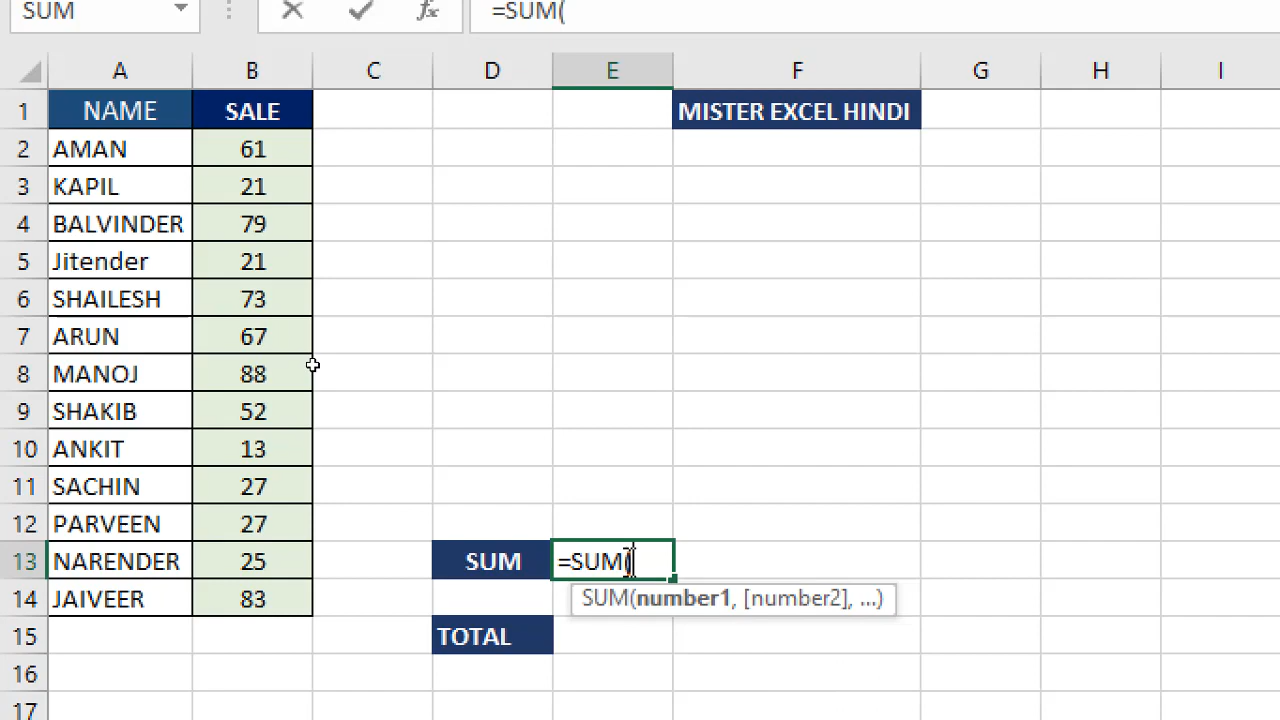 SUM =SUM(
A B C D E F G H I
1 NAME SALE MISTER EXCEL HINDI
2 AMAN 61
3 KAPIL 21
4 BALVINDER 79
5 Jitender 21
6 SHAILESH 73
7 ARUN 67
8 MANOJ 88
9 SHAKIB 52
10 ANKIT 13
11 SACHIN 27
12 PARVEEN 27
13 NARENDER 25 SUM =SUM(
14 JAIVEER 83 SUM(number1, [number2], ...)
15 TOTAL
16
17